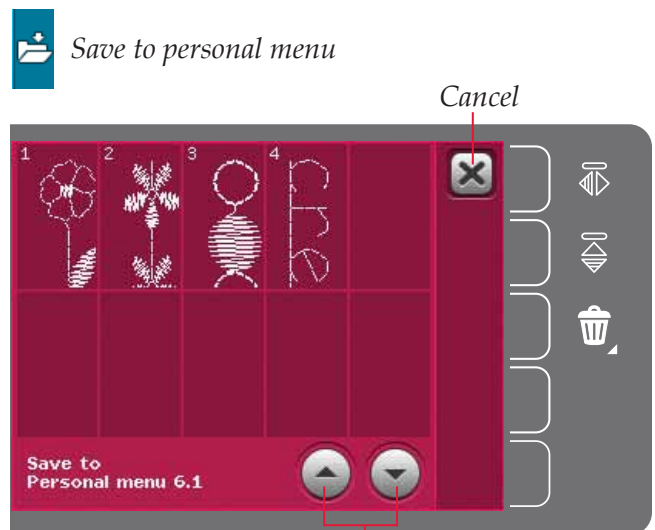 Save to personal menu
Cancel
1 2 3 4
Save to
Personal menu 6.1